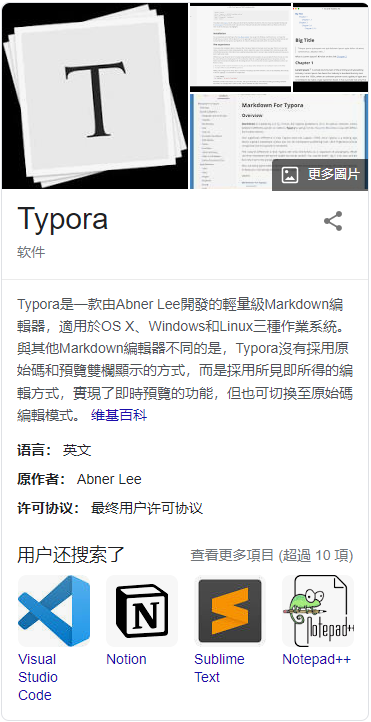 T
Big Title
Chapter 1
Markdown For Typora
Overview
更多圖片
Typora
软件
Typora是一款由Abner Lee開發的輕量級Markdown編
輯器，適用於OS X、Windows和Linux三種作業系統。
與其他Markdown編輯器不同的是，Typora沒有採用原
始碼和預覽雙欄顯示的方式，而是採用所見即所得的編
輯方式，實現了即時預覽的功能，但也可切換至原始碼
編輯模式。 维基百科
语言： 英文
原作者： Abner Lee
许可协议： 最终用户许可协议
用户还搜索了 查看更多項目 (超過 10 項)
N
Notepad++
Visual Studio Code
Notion
Sublime Text
Notepad++